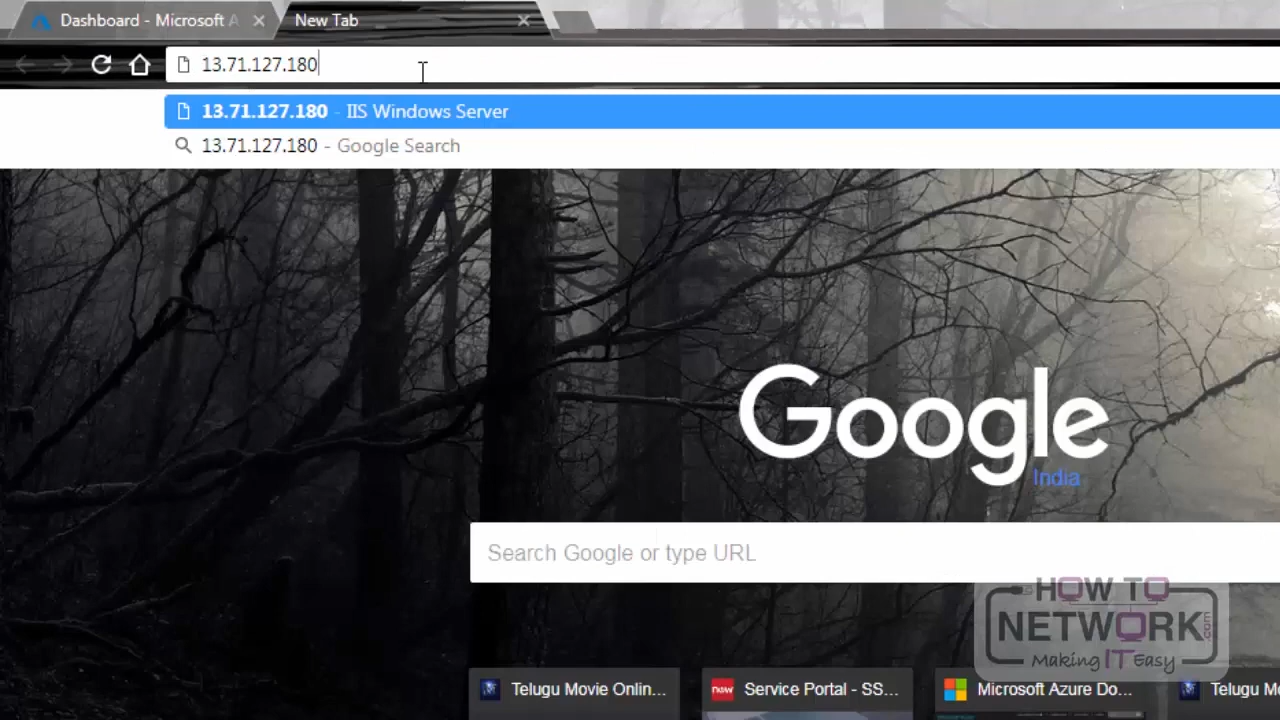 Dashboard - Microsoft A
New Tab
13.71.127.180
13.71.127.180 - IIS Windows Server
13.71.127.180 - Google Search
Google
India
Search Google or type URL
HOW TO
NETWORK.com
Making IT Easy
Telugu Movie Onlin...
now
Service Portal - SS...
Microsoft Azure Do...
Telugu Mo